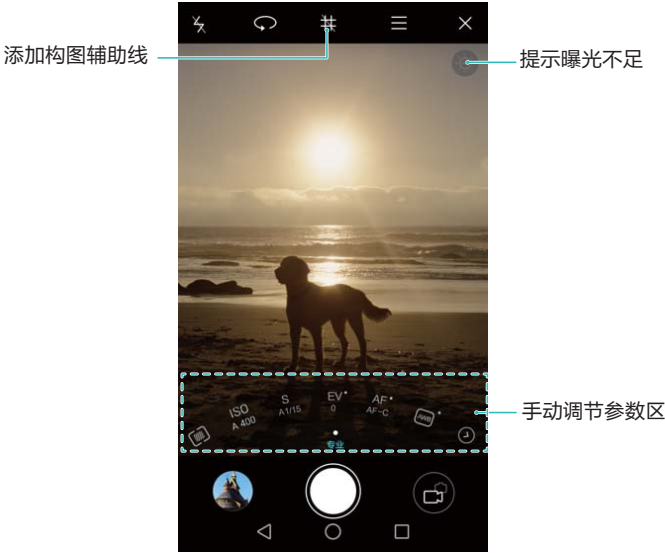 添加构图辅助线
提示曝光不足
ISO
A 400
S
A1/15
EV•
0
AF•
AF-C
AWB
专业
手动调节参数区